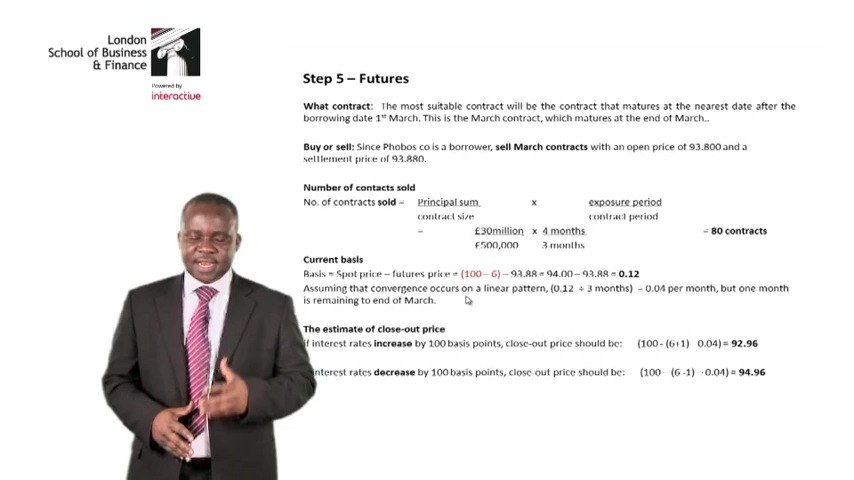 London
School of Business
& Finance
Powered by
interactive
Step 5 – Futures
What contract: The most suitable contract will be the contract that matures at the nearest date after the
borrowing date 1st March. This is the March contract, which matures at the end of March..
Buy or sell: Since Phobos co is a borrower, sell March contracts with an open price of 93.800 and a
settlement price of 93.880.
Number of contacts sold
No. of contracts sold = Principal sum x exposure period
contract size contract period
= £30million x 4 months = 80 contracts
£500,000 3 months
Current basis
Basis = Spot price – futures price = (100 – 6) – 93.88 = 94.00 – 93.88 = 0.12
Assuming that convergence occurs on a linear pattern, (0.12 ÷ 3 months) = 0.04 per month, but one month
is remaining to end of March.
The estimate of close-out price
if interest rates increase by 100 basis points, close-out price should be: (100 - (6+1) 0.04) = 92.96
interest rates decrease by 100 basis points, close-out price should be: (100 - (6 -1) - 0.04) = 94.96